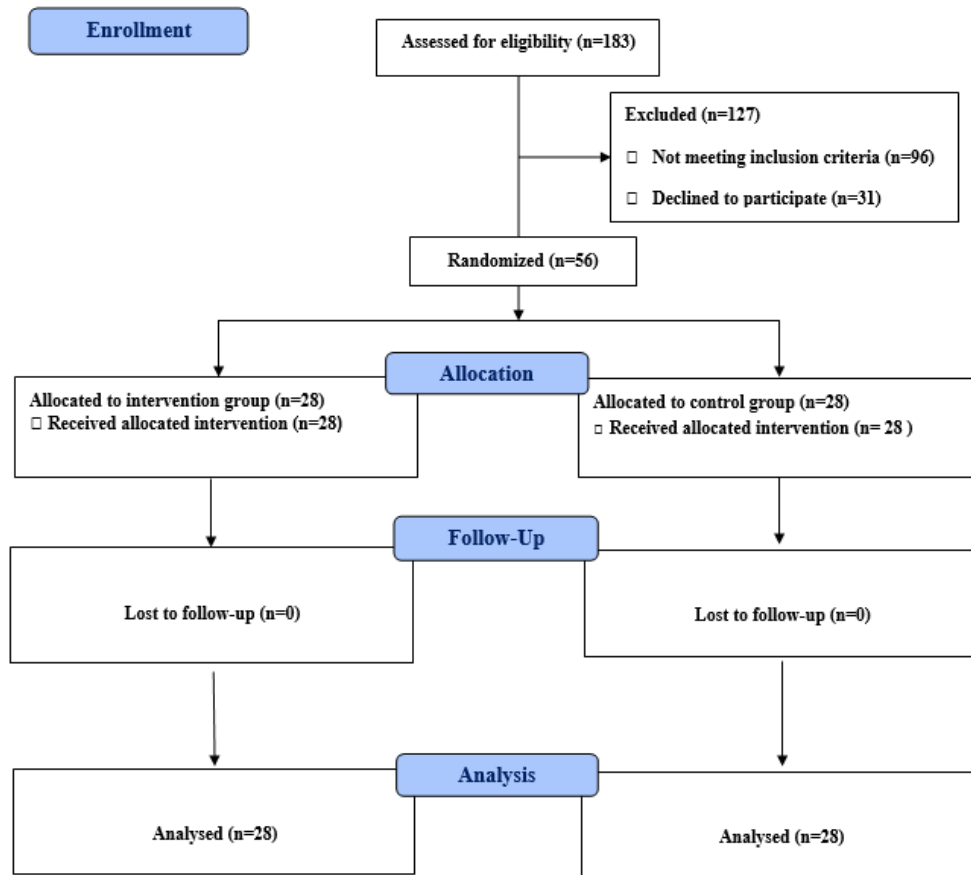 Enrollment
Assessed for eligibility (n=183)
Excluded (n=127)
□ Not meeting inclusion criteria (n=96)
□ Declined to participate (n=31)
Randomized (n=56)
Allocation
Allocated to intervention group (n=28)
□ Received allocated intervention (n=28)
Allocated to control group (n=28)
□ Received allocated intervention (n= 28 )
Follow-Up
Lost to follow-up (n=0)
Lost to follow-up (n=0)
Analysis
Analysed (n=28)
Analysed (n=28)